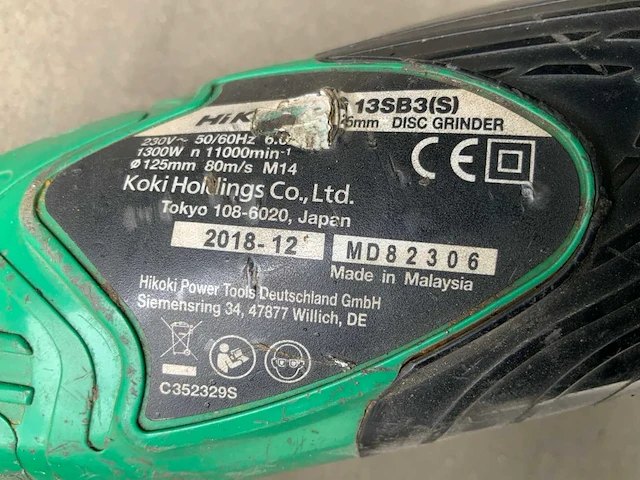 13SB3(S)
DISC GRINDER
230V~ 50/60Hz
1300W n 11000min-1
Ø125mm 80m/s M14
CE
Koki Holdings Co., Ltd.
Tokyo 108-6020, Japan
2018-12 MD82306
Made in Malaysia
Hikoki Power Tools Deutschland GmbH
Siemensring 34, 47877 Willich, DE
C352329S